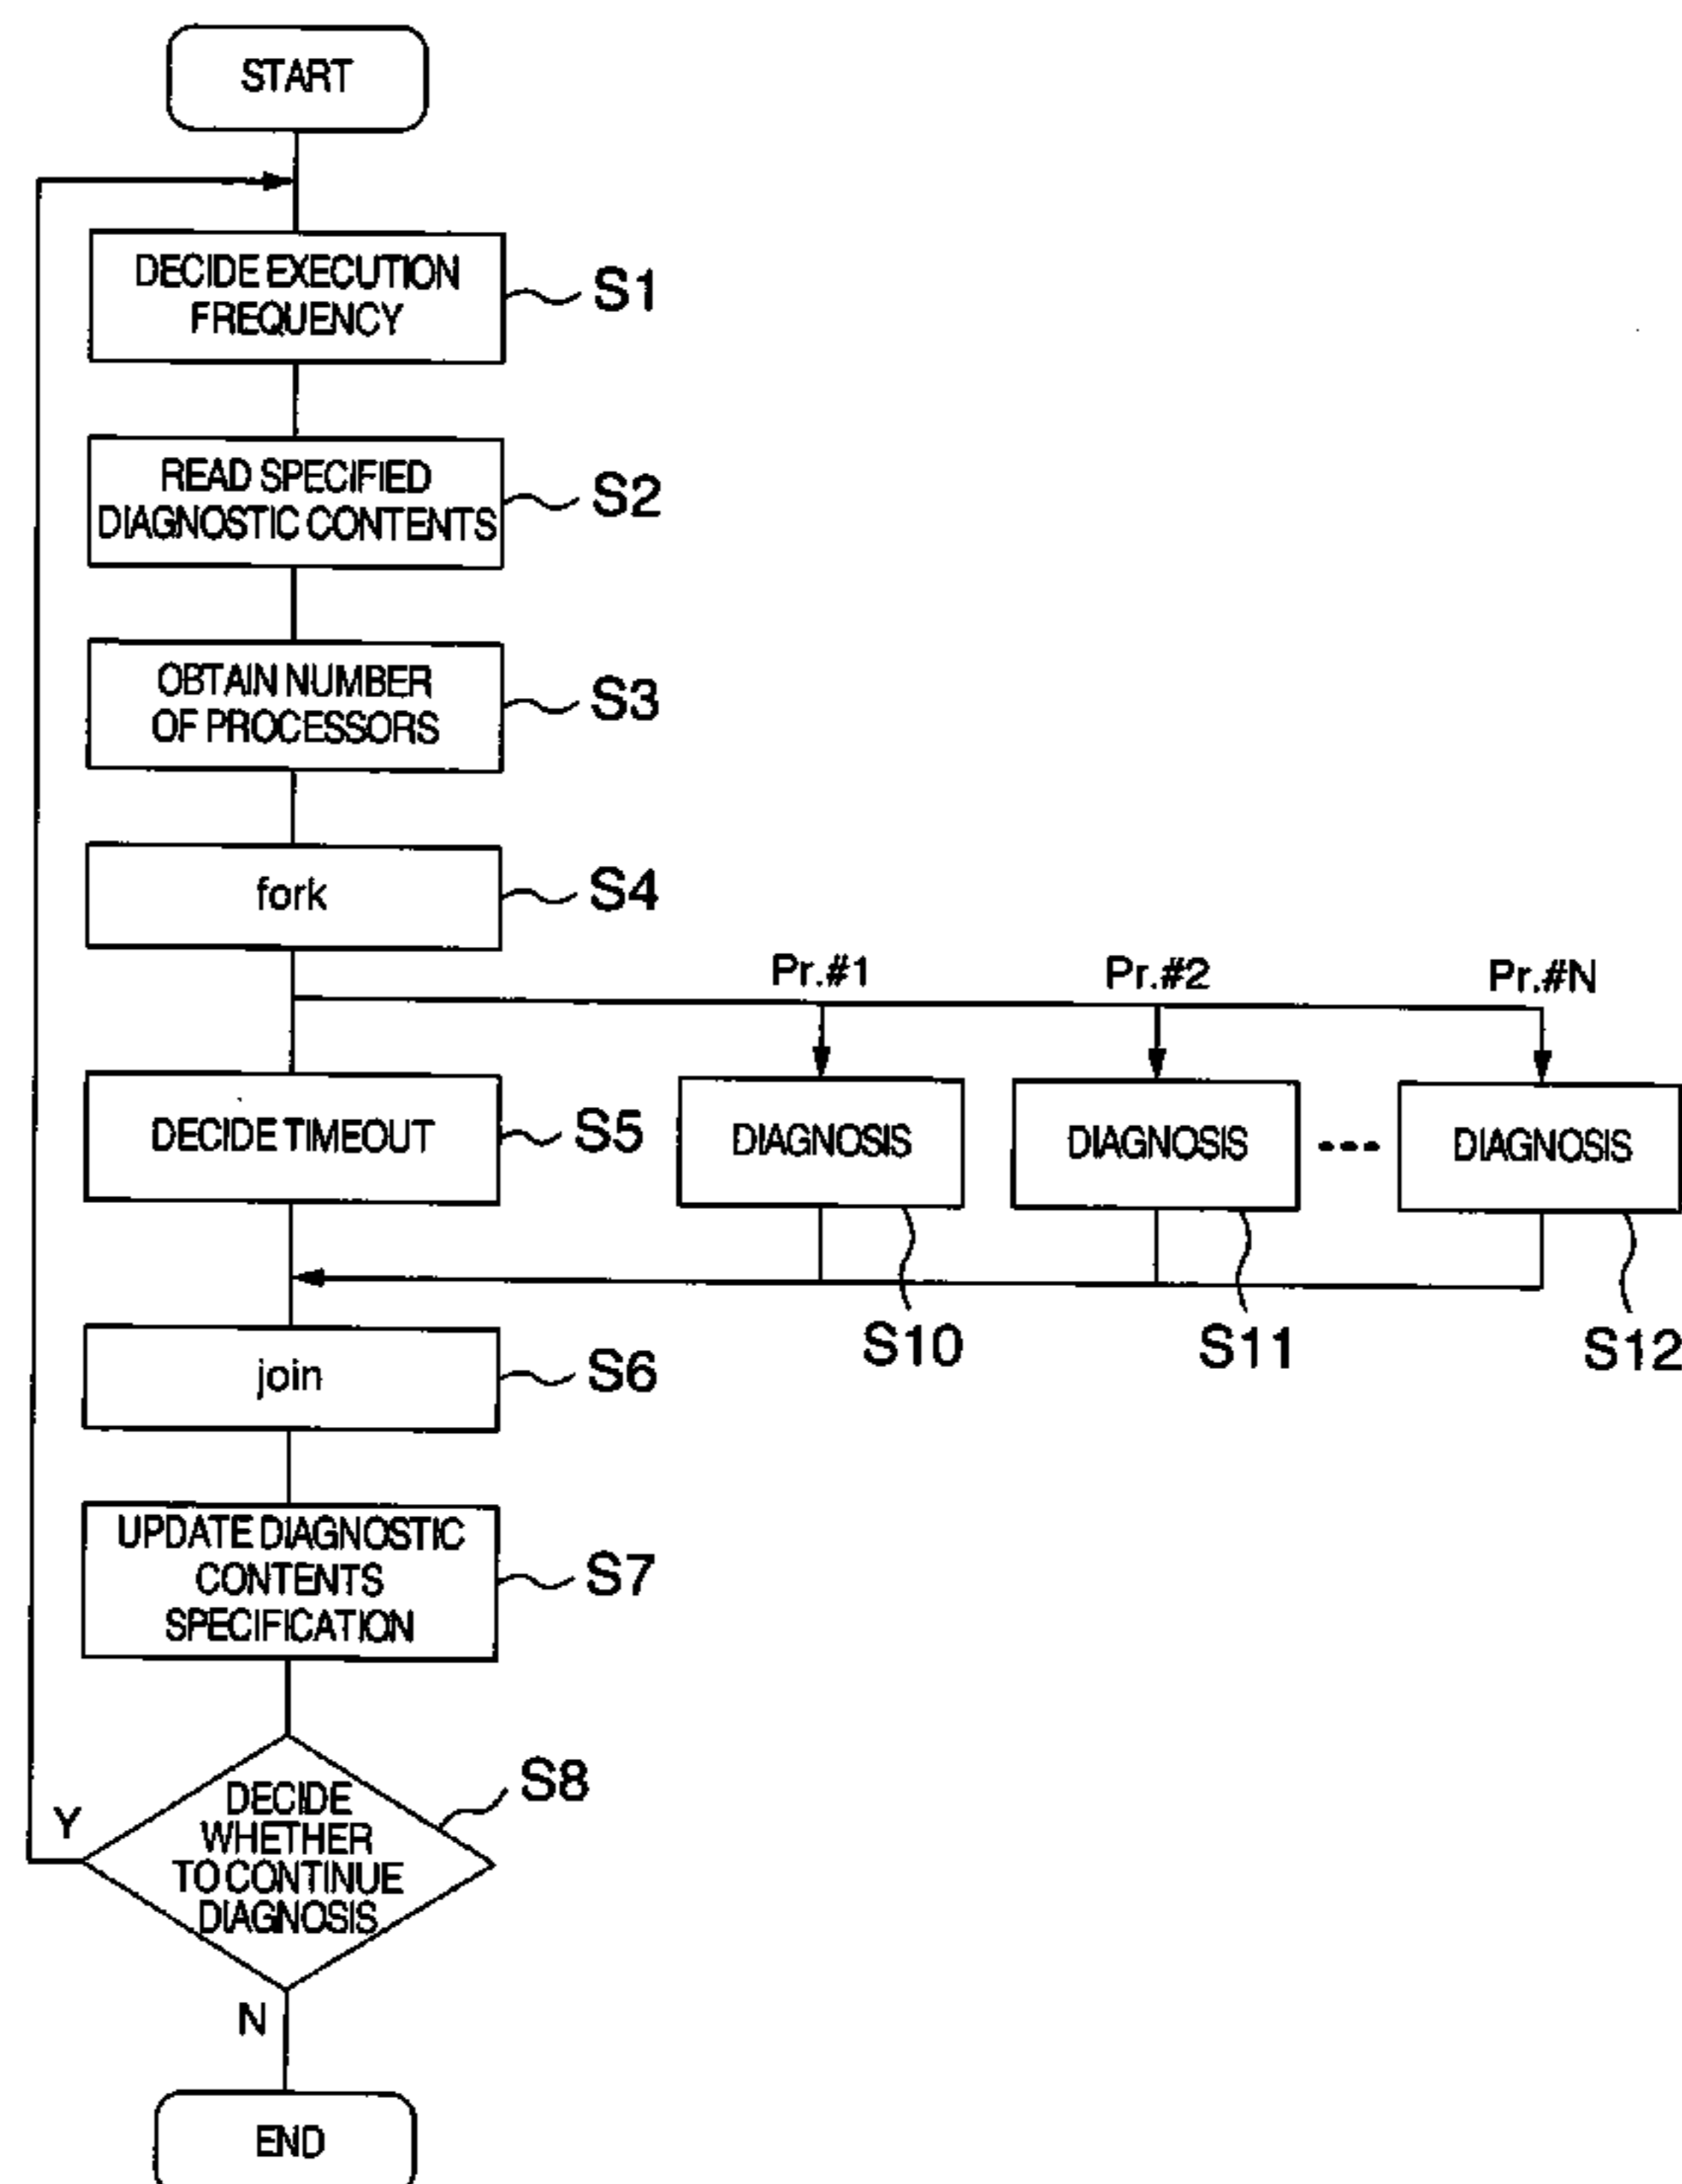 START
DECIDE EXECUTION
FREQUENCY
S1
READ SPECIFIED
DIAGNOSTIC CONTENTS
S2
OBTAIN NUMBER
OF PROCESSORS
S3
fork
S4
Pr.#1
Pr.#2
Pr.#N
DECIDE TIMEOUT
S5
DIAGNOSIS
DIAGNOSIS
DIAGNOSIS
S10
S11
S12
join
S6
UPDATE DIAGNOSTIC
CONTENTS
SPECIFICATION
S7
DECIDE
WHETHER
TO CONTINUE
DIAGNOSIS
S8
Y
N
END